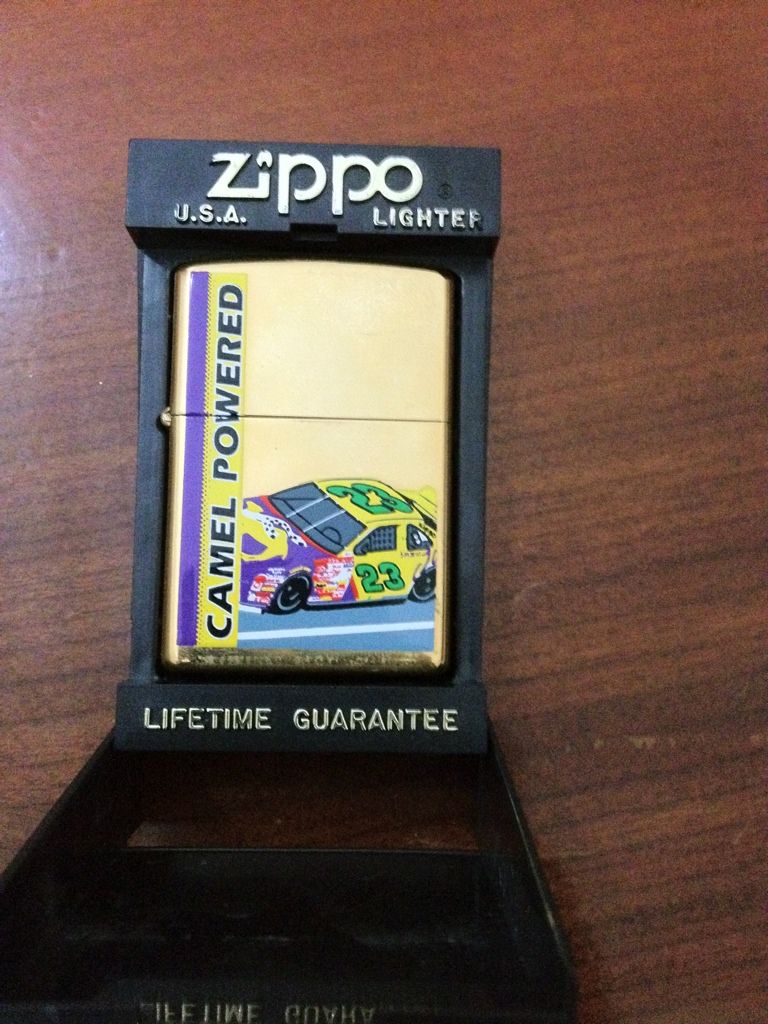 zippo ®
U.S.A. LIGHTER
CAMEL POWERED
23
23
LIFETIME GUARANTEE